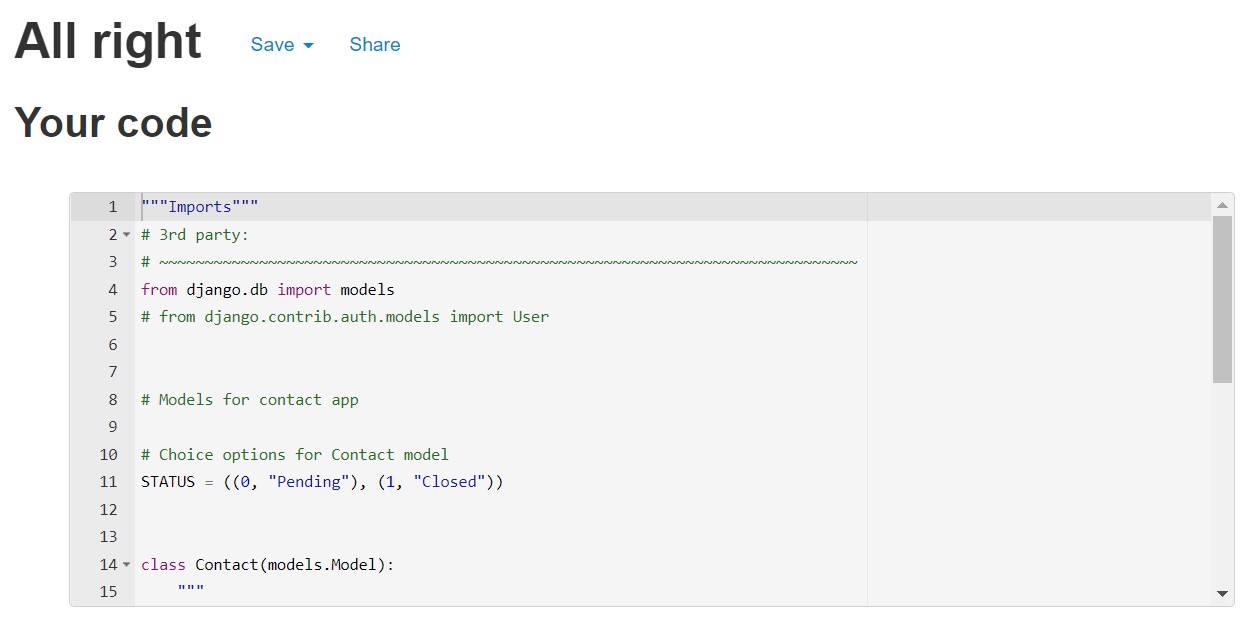 All right Save Share
Your code
1 """Imports"""
2 # 3rd party:
3 # ~~~~~~~~~~~~~~~~~~~~~~~~~~~~~~~~~~~~~~~~~~~~~~~~~~~~~~~~~~~~~~~~~~~~~~~~~~~~~
4 from django.db import models
5 # from django.contrib.auth.models import User
6
7
8 # Models for contact app
9
10 # Choice options for Contact model
11 STATUS = ((0, "Pending"), (1, "Closed"))
12
13
14 class Contact(models.Model):
15     """